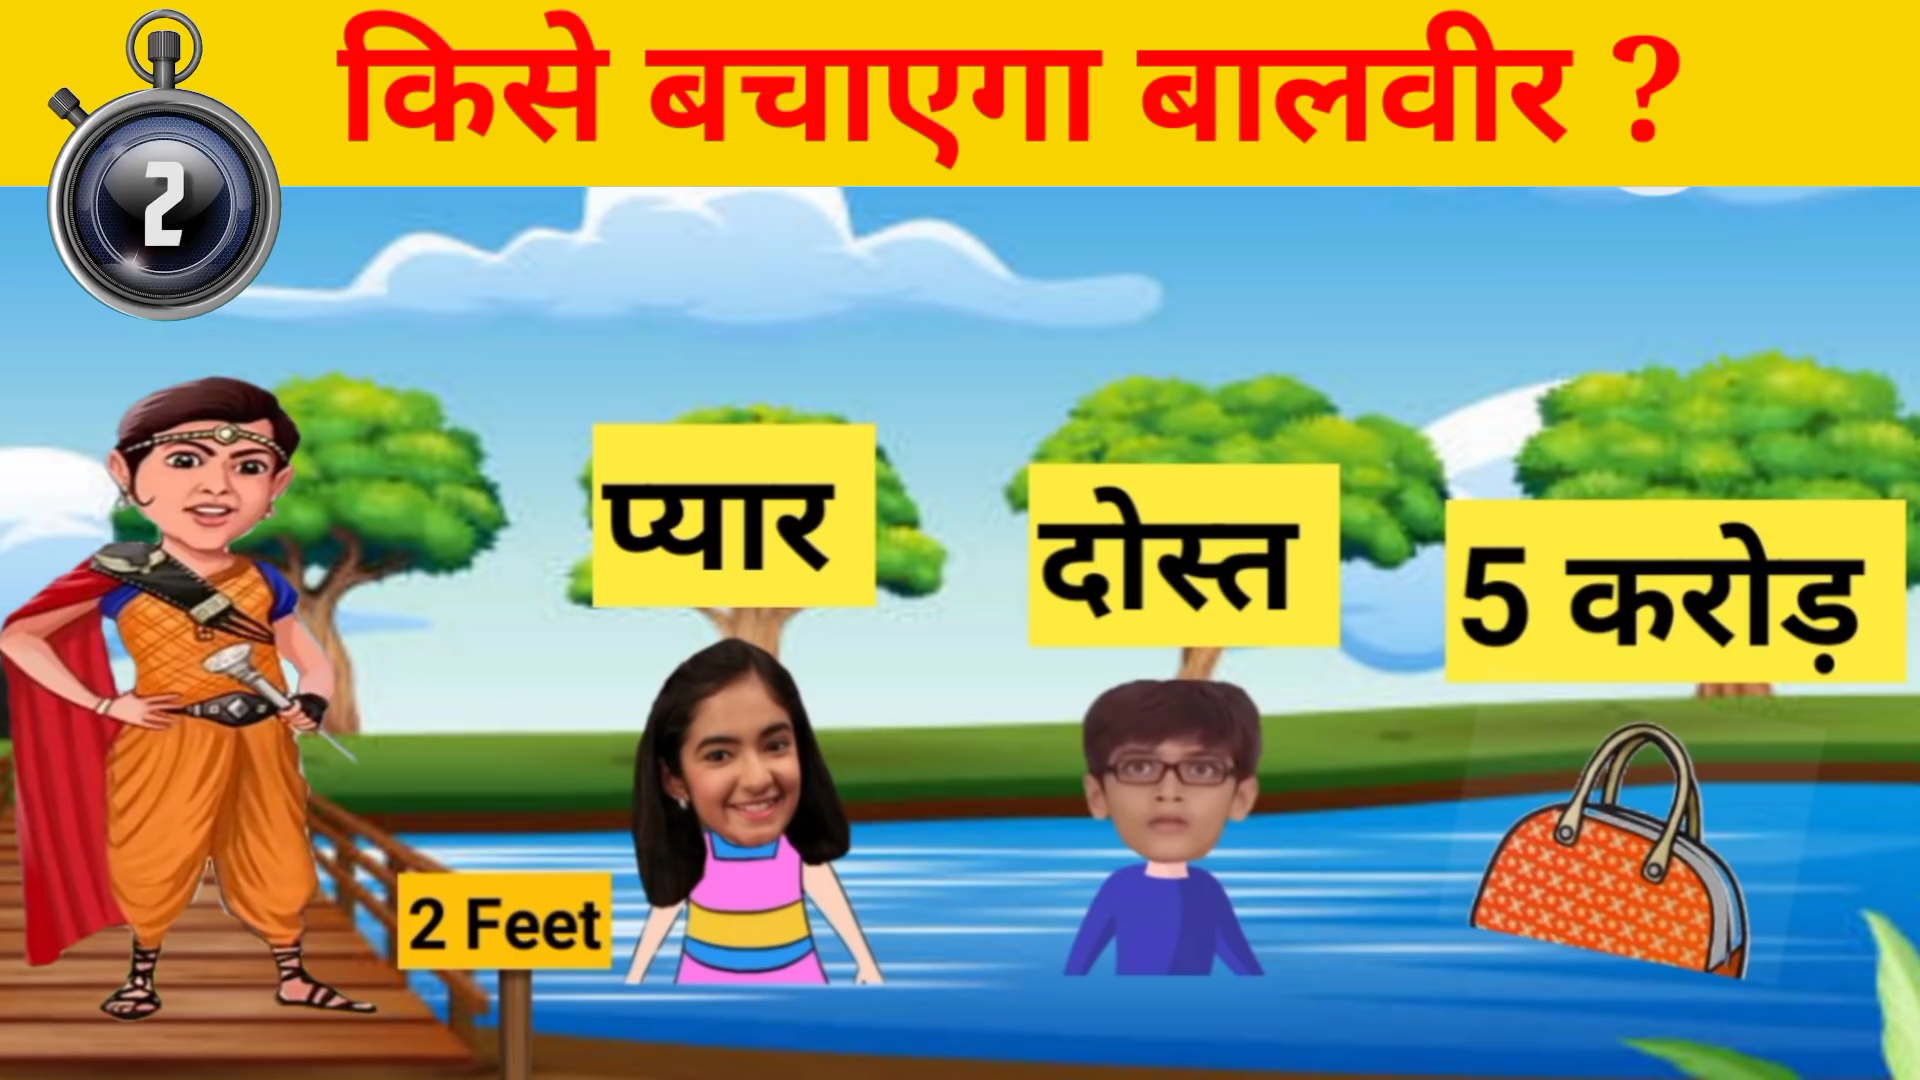 किसे बचाएगा बालवीर ?
2
प्यार
दोस्त
5 करोड़
2 Feet